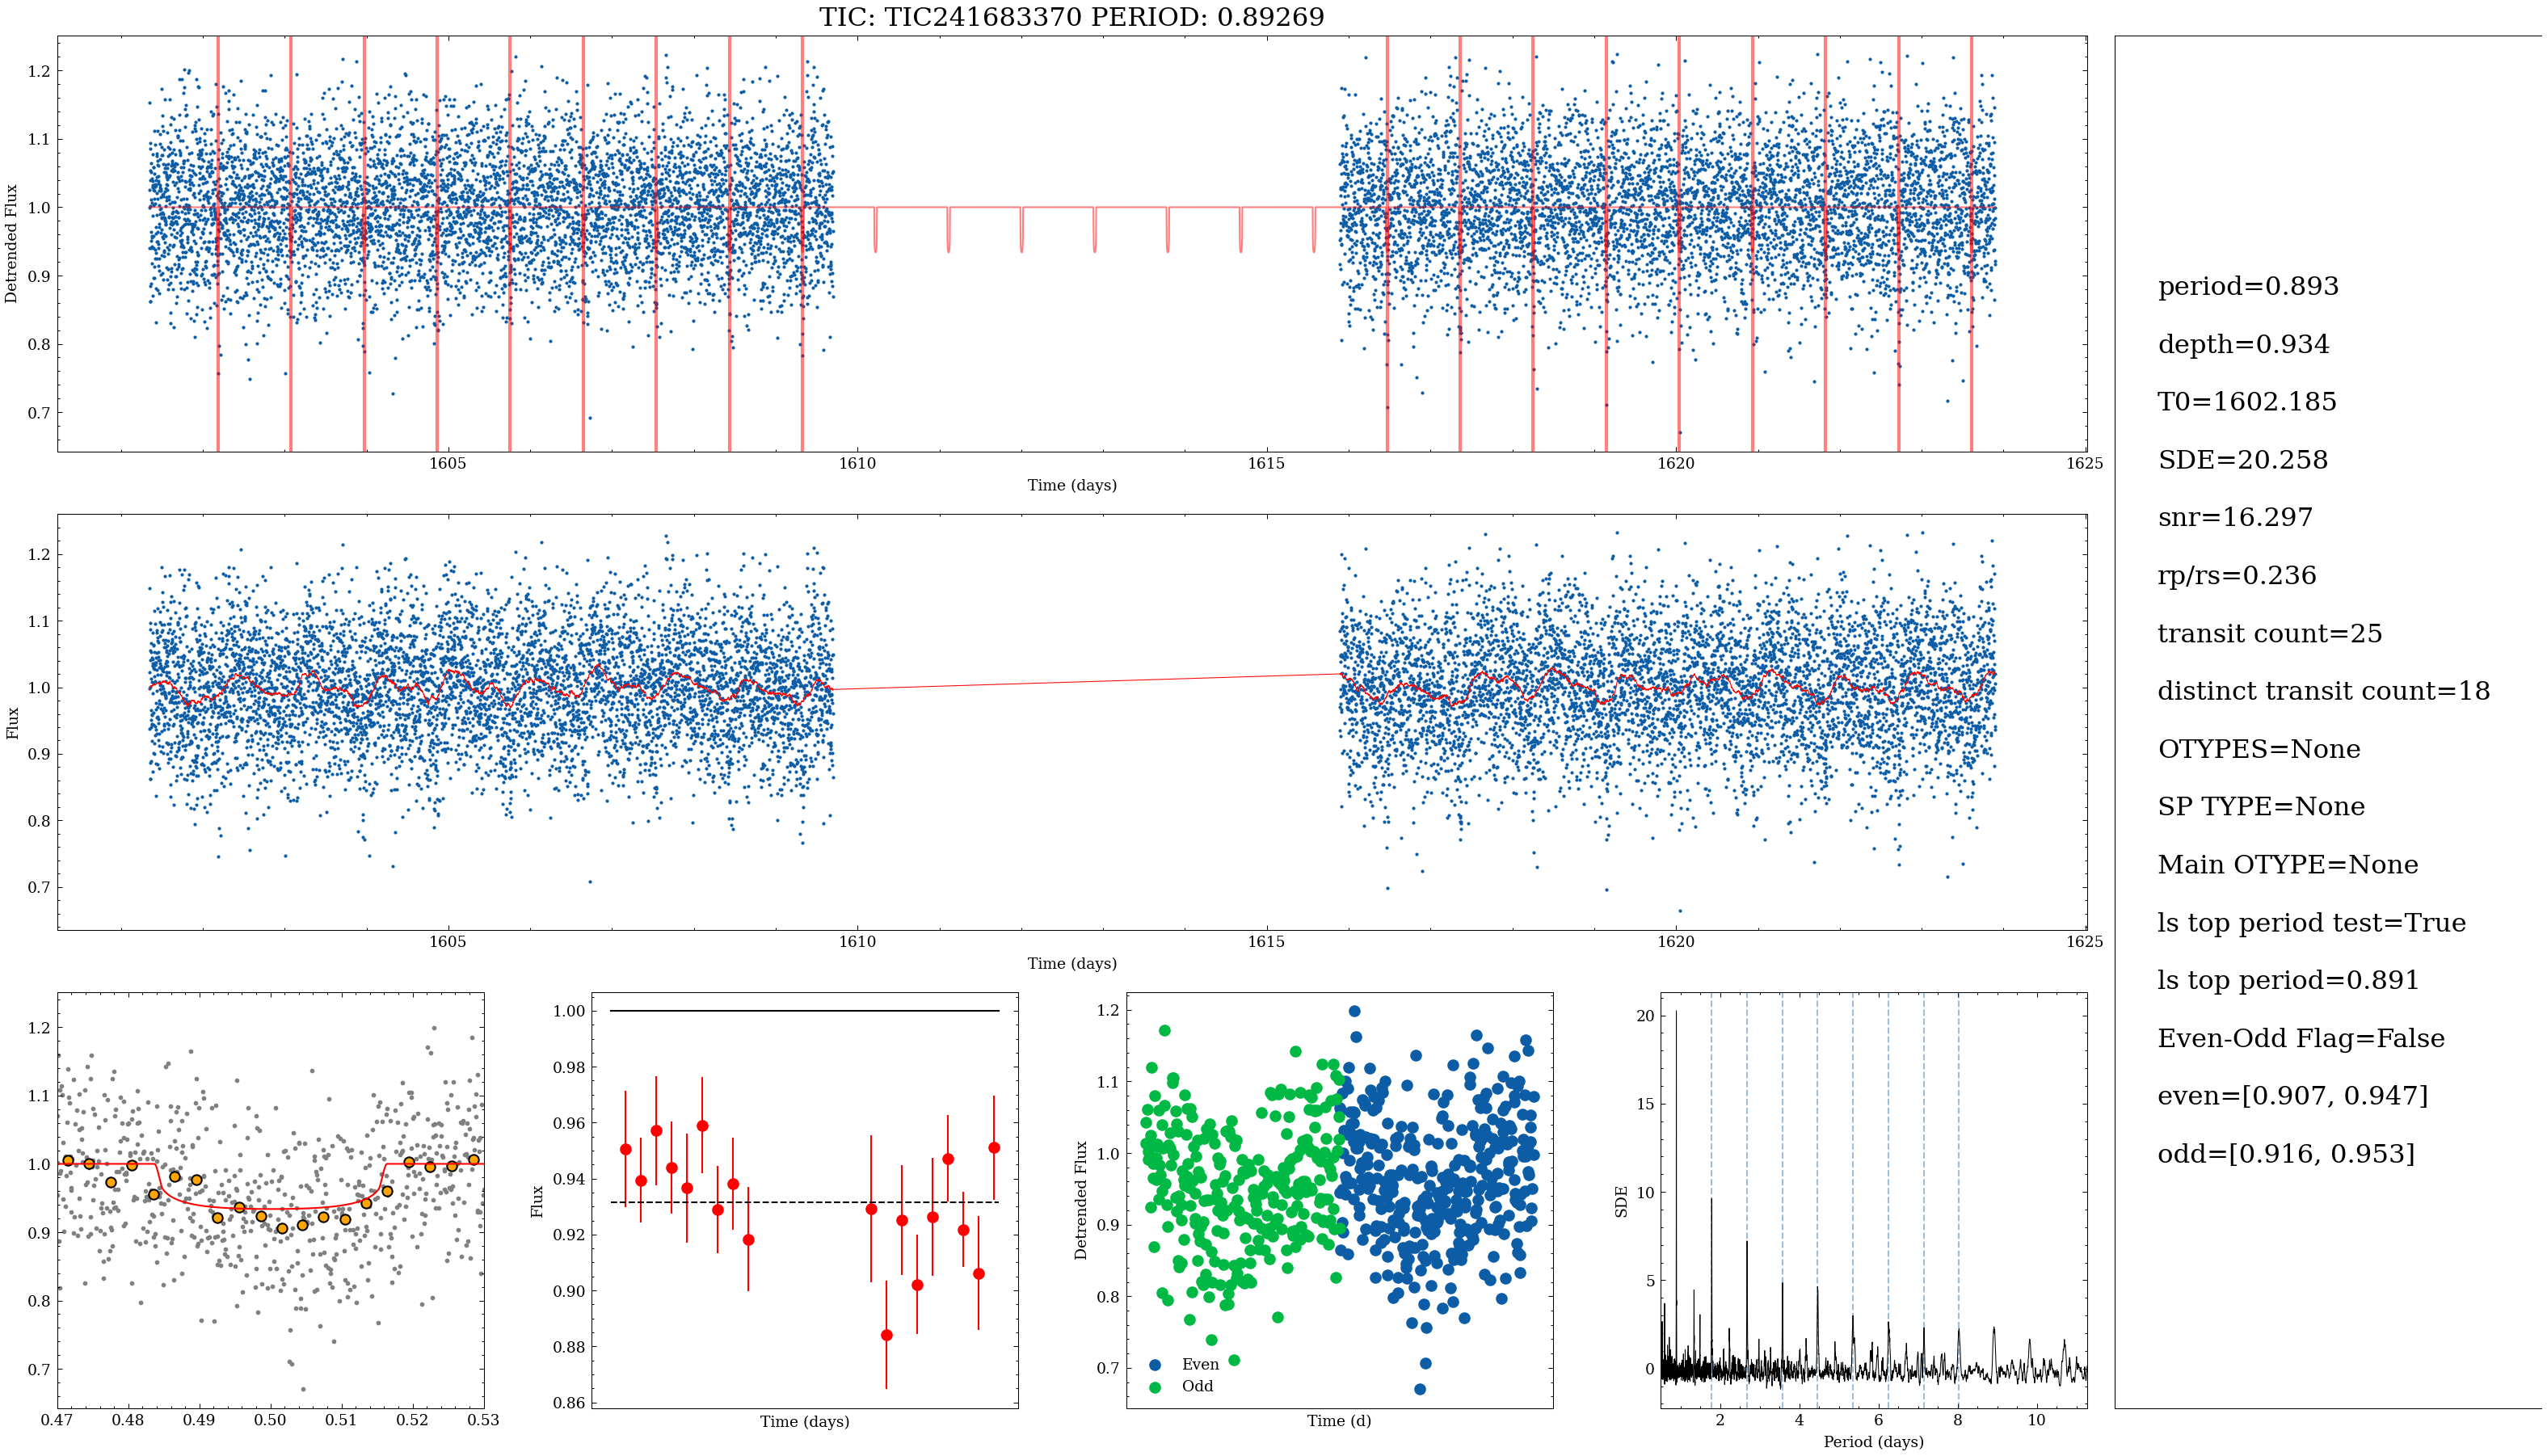 TIC: TIC241683370 PERIOD: 0.89269
1.2
1.1
1.0
0.9
0.8
0.7
Detrended Flux
1605
1610
1615
1620
1625
Time (days)
1.2
1.1
1.0
0.9
0.8
0.7
Flux
1605
1610
1615
1620
1625
Time (days)
1.2
1.1
1.0
0.9
0.8
0.7
0.47
0.48
0.49
0.50
0.51
0.52
0.53
1.00
0.98
0.96
0.94
0.92
0.90
0.88
0.86
Flux
Time (days)
1.2
1.1
1.0
0.9
0.8
0.7
Detrended Flux
Even
Odd
Time (d)
20
15
10
5
0
SDE
2
4
6
8
10
Period (days)
period=0.893
depth=0.934
T0=1602.185
SDE=20.258
snr=16.297
rp/rs=0.236
transit count=25
distinct transit count=18
OTYPES=None
SP TYPE=None
Main OTYPE=None
ls top period test=True
ls top period=0.891
Even-Odd Flag=False
even=[0.907, 0.947]
odd=[0.916, 0.953]